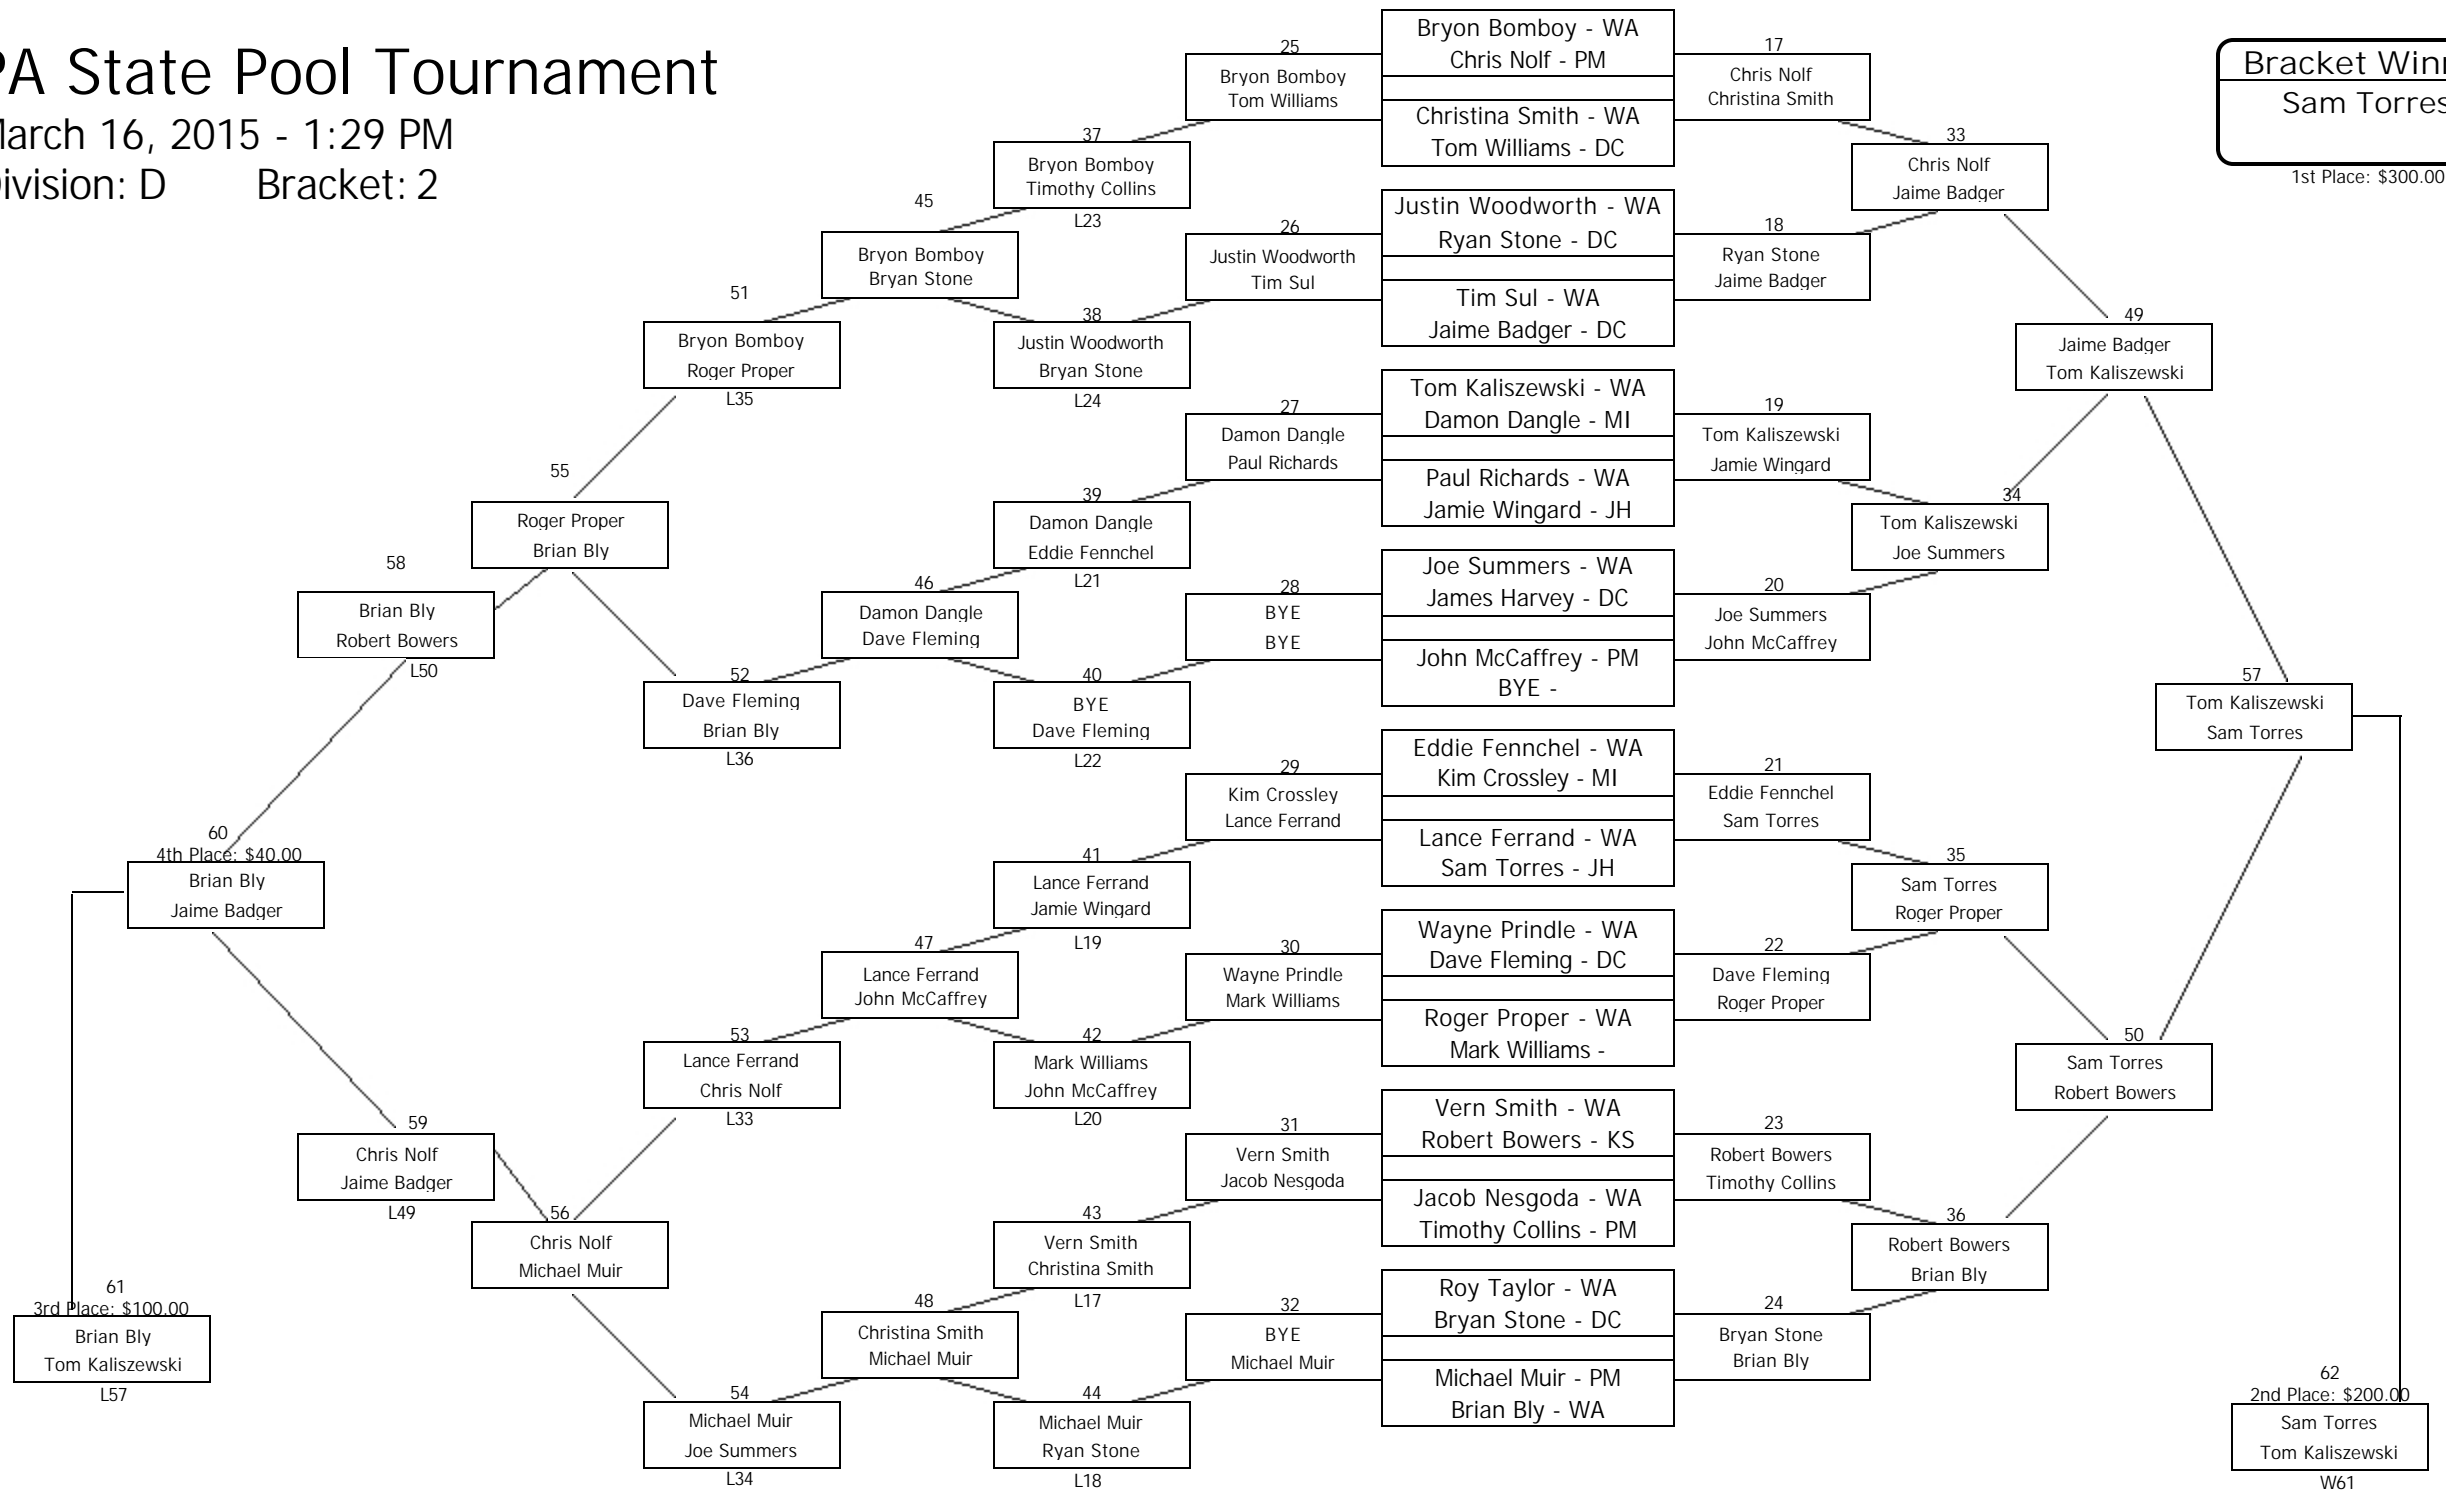 PA State Pool Tournament
March 16, 2015 - 1:29 PM
Division: D Bracket: 2
Bracket Winn
Sam Torres
1st Place: $300.00
Bryon Bomboy - WA
Chris Nolf - PM
Christina Smith - WA
Tom Williams - DC
Justin Woodworth - WA
Ryan Stone - DC
Tim Sul - WA
Jaime Badger - DC
Tom Kaliszewski - WA
Damon Dangle - MI
Paul Richards - WA
Jamie Wingard - JH
Joe Summers - WA
James Harvey - DC
John McCaffrey - PM
BYE -
Eddie Fennchel - WA
Kim Crossley - MI
Lance Ferrand - WA
Sam Torres - JH
Wayne Prindle - WA
Dave Fleming - DC
Roger Proper - WA
Mark Williams -
Vern Smith - WA
Robert Bowers - KS
Jacob Nesgoda - WA
Timothy Collins - PM
Roy Taylor - WA
Bryan Stone - DC
Michael Muir - PM
Brian Bly - WA
17
Chris Nolf
Christina Smith
18
Ryan Stone
Jaime Badger
19
Tom Kaliszewski
Jamie Wingard
20
Joe Summers
John McCaffrey
21
Eddie Fennchel
Sam Torres
22
Dave Fleming
Roger Proper
23
Robert Bowers
Timothy Collins
24
Bryan Stone
Brian Bly
25
Bryon Bomboy
Tom Williams
26
Justin Woodworth
Tim Sul
27
Damon Dangle
Paul Richards
28
BYE
BYE
29
Kim Crossley
Lance Ferrand
30
Wayne Prindle
Mark Williams
31
Vern Smith
Jacob Nesgoda
32
BYE
Michael Muir
33
Chris Nolf
Jaime Badger
34
Tom Kaliszewski
Joe Summers
35
Sam Torres
Roger Proper
36
Robert Bowers
Brian Bly
37
Bryon Bomboy
Timothy Collins
L23
38
Justin Woodworth
Bryan Stone
L24
39
Damon Dangle
Eddie Fennchel
L21
40
BYE
Dave Fleming
L22
41
Lance Ferrand
Jamie Wingard
L19
42
Mark Williams
John McCaffrey
L20
43
Vern Smith
Christina Smith
L17
44
Michael Muir
Ryan Stone
L18
45
Bryon Bomboy
Bryan Stone
46
Damon Dangle
Dave Fleming
47
Lance Ferrand
John McCaffrey
48
Christina Smith
Michael Muir
49
Jaime Badger
Tom Kaliszewski
50
Sam Torres
Robert Bowers
51
Bryon Bomboy
Roger Proper
L35
52
Dave Fleming
Brian Bly
L36
53
Lance Ferrand
Chris Nolf
L33
54
Michael Muir
Joe Summers
L34
55
Roger Proper
Brian Bly
56
Chris Nolf
Michael Muir
57
Tom Kaliszewski
Sam Torres
58
Brian Bly
Robert Bowers
L50
59
Chris Nolf
Jaime Badger
L49
60
4th Place: $40.00
Brian Bly
Jaime Badger
61
3rd Place: $100.00
Brian Bly
Tom Kaliszewski
L57
62
2nd Place: $200.00
Sam Torres
Tom Kaliszewski
W61